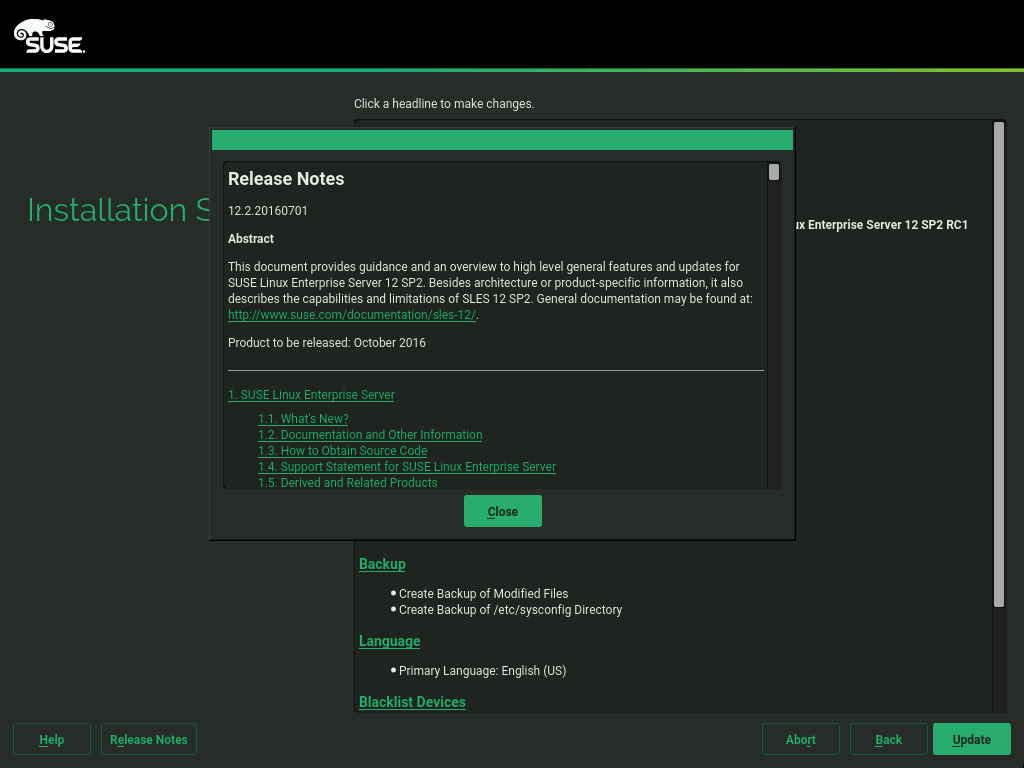 SUSE
Click a headline to make changes.
Installation S
ux Enterprise Server 12 SP2 RC1
Release Notes
12.2.20160701
Abstract
This document provides guidance and an overview to high level general features and updates for
SUSE Linux Enterprise Server 12 SP2. Besides architecture or product-specific information, it also
describes the capabilities and limitations of SLES 12 SP2. General documentation may be found at:
http://www.suse.com/documentation/sles-12/.
Product to be released: October 2016
1. SUSE Linux Enterprise Server
1.1. What's New?
1.2. Documentation and Other Information
1.3. How to Obtain Source Code
1.4. Support Statement for SUSE Linux Enterprise Server
1.5. Derived and Related Products
Close
Backup
• Create Backup of Modified Files
• Create Backup of /etc/sysconfig Directory
Language
• Primary Language: English (US)
Blacklist Devices
Help Release Notes Abort Back Update